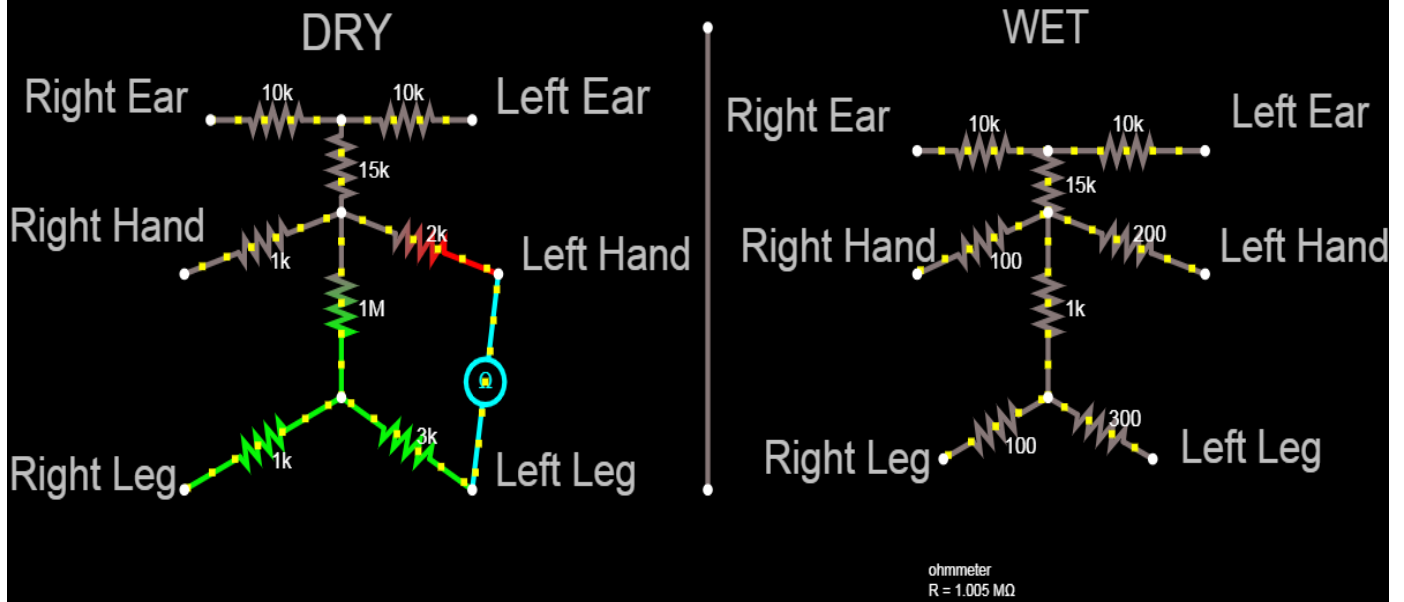 DRY
WET
Right Ear
10k
10k
Left Ear
15k
Right Hand
1k
2k
Left Hand
1M
Ω
Right Leg
1k
3k
Left Leg
Right Ear
10k
10k
Left Ear
15k
Right Hand
100
200
Left Hand
1k
Right Leg
100
300
Left Leg
ohmmeter
R = 1.005 MΩ